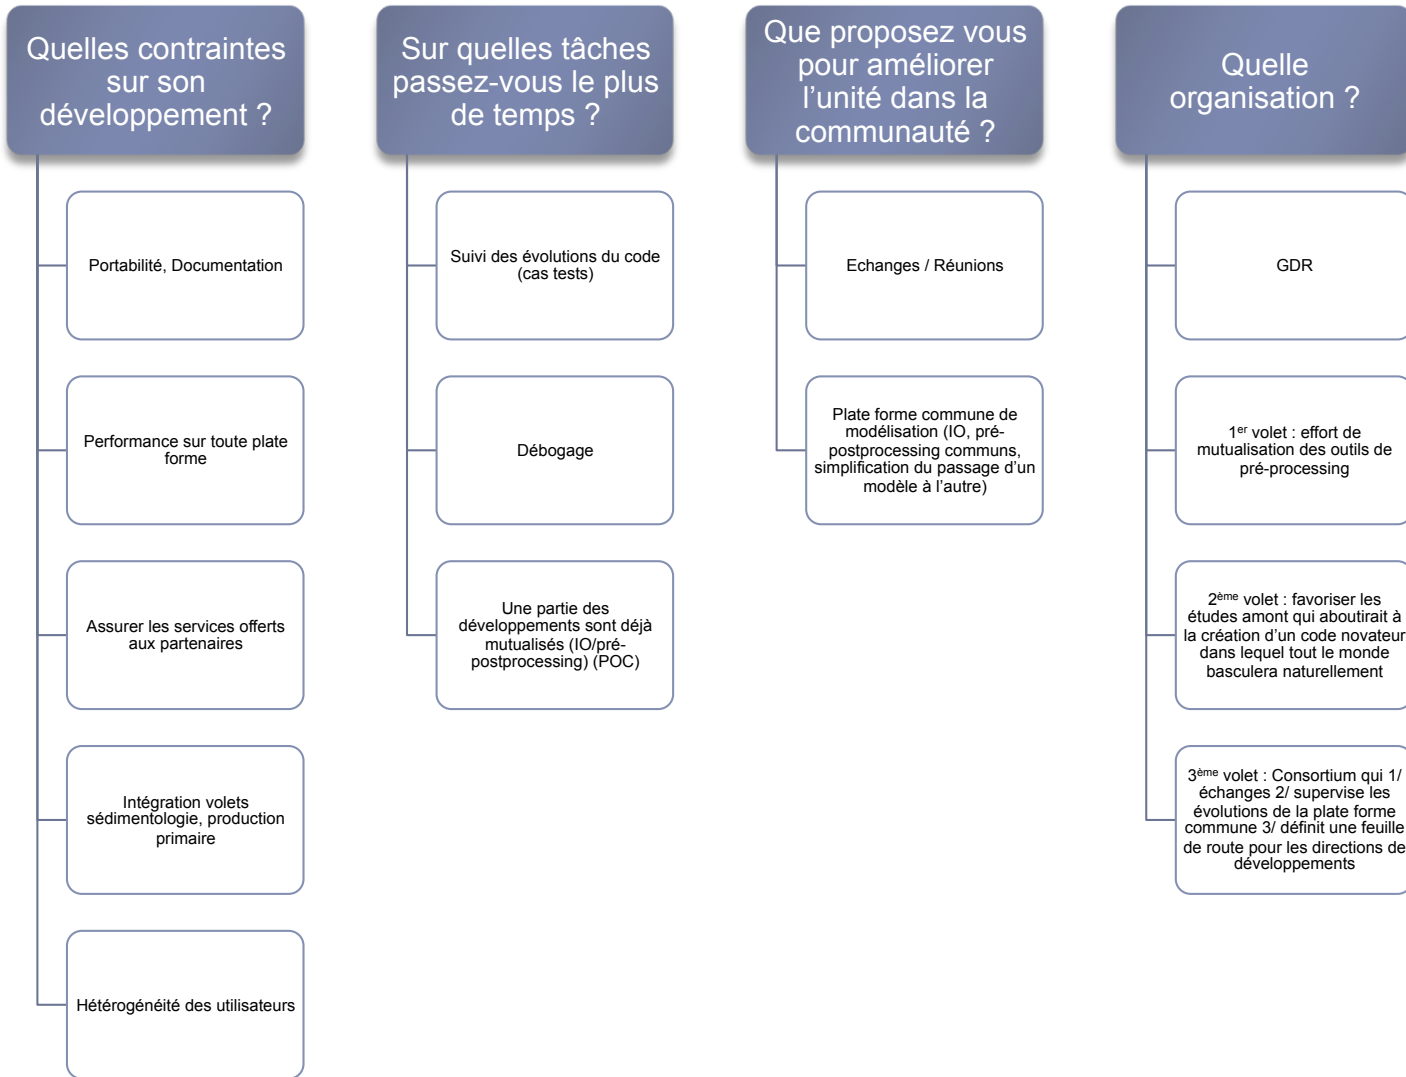 Quelles contraintes
sur son
développement ?
Portabilité, Documentation
Performance sur toute plate
forme
Assurer les services offerts
aux partenaires
Intégration volets
sédimentologie, production
primaire
Hétérogénéité des utilisateurs
Sur quelles tâches
passez-vous le plus
de temps ?
Suivi des évolutions du code
(cas tests)
Débogage
Une partie des
développements sont déjà
mutualisés (IO/pré-
postprocessing) (POC)
Que proposez vous
pour améliorer
l’unité dans la
communauté ?
Echanges / Réunions
Plate forme commune de
modélisation (IO, pré-
postprocessing communs,
simplification du passage d’un
modèle à l’autre)
Quelle
organisation ?
GDR
1er volet : effort de
mutualisation des outils de
pré-processing
2ème volet : favoriser les
études amont qui aboutirait à
la création d’un code novateur
dans lequel tout le monde
basculera naturellement
3ème volet : Consortium qui 1/
échanges 2/ supervise les
évolutions de la plate forme
commune 3/ définit une feuille
de route pour les directions de
développements